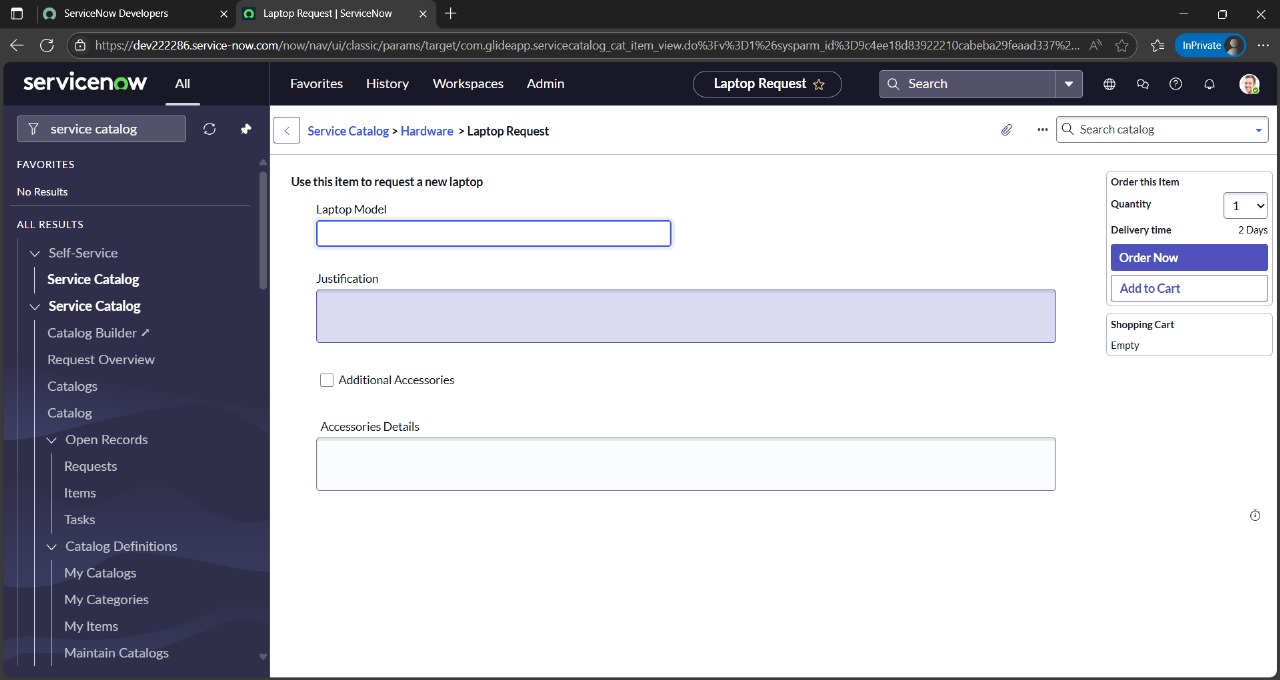 ServiceNow Developers
Laptop Request | ServiceNow
https://dev222286.service-now.com/now/nav/ui/classic/params/target/com.glideapp.servicecatalog_cat_item_view.do%3Fv%3D1%26sysparm_id%3D9c4ee18d83922210cabeba29feaad337%2...
InPrivate
servicenow
All
Favorites
History
Workspaces
Admin
Laptop Request
Search
service catalog
FAVORITES
No Results
ALL RESULTS
Self-Service
Service Catalog
Service Catalog
Catalog Builder
Request Overview
Catalogs
Catalog
Open Records
Requests
Items
Tasks
Catalog Definitions
My Catalogs
My Categories
My Items
Maintain Catalogs
Service Catalog > Hardware > Laptop Request
Search catalog
Use this item to request a new laptop
Laptop Model
Justification
Additional Accessories
Accessories Details
Order this Item
Quantity 1
Delivery time 2 Days
Order Now
Add to Cart
Shopping Cart
Empty